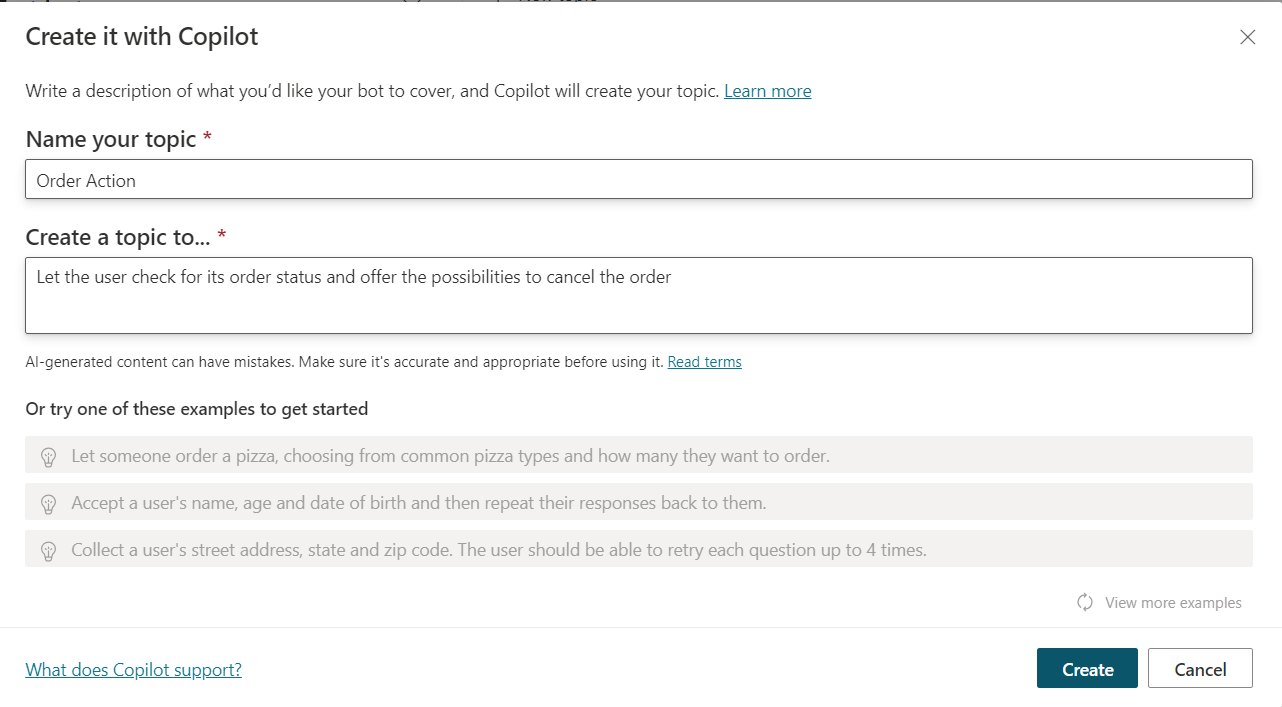 Create it with Copilot
Write a description of what you'd like your bot to cover, and Copilot will create your topic. Learn more
Name your topic *
Order Action
Create a topic to... *
Let the user check for its order status and offer the possibilities to cancel the order
AI-generated content can have mistakes. Make sure it's accurate and appropriate before using it. Read terms
Or try one of these examples to get started
Let someone order a pizza, choosing from common pizza types and how many they want to order.
Accept a user's name, age and date of birth and then repeat their responses back to them.
Collect a user's street address, state and zip code. The user should be able to retry each question up to 4 times.
View more examples
What does Copilot support?
Create
Cancel